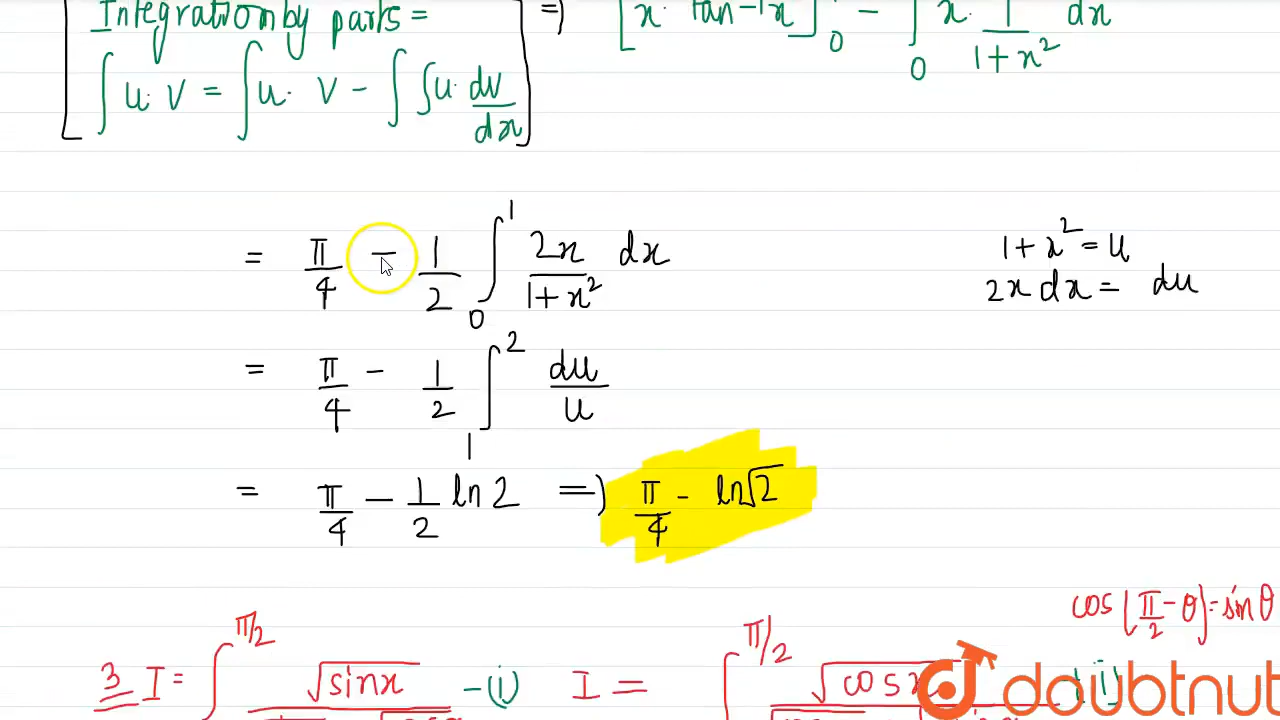 Integration by parts = => [x · tan-1x]₀ - ∫₀ x · 1/(1+x²) dx
∫ u · v = ∫ u · v - ∫ ∫ u · dv/dx
= π/4 - 1/2 ∫₀¹ 2x/(1+x²) dx
1+x² = u
2x dx = du
= π/4 - 1/2 ∫₁² du/u
= π/4 - 1/2 ln 2 => π/4 - ln√2
cos(π/2 - θ) = sinθ
3 I = ∫^π/2 √sinx -(i) I = ∫^π/2 √cosx
doubtnut